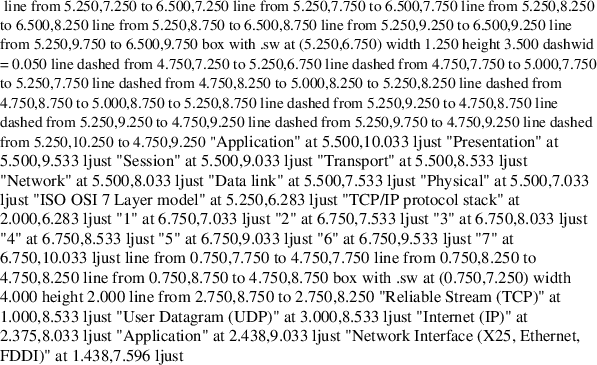 line from 5.250,7.250 to 6.500,7.250 line from 5.250,7.750 to 6.500,7.750 line from 5.250,8.250
to 6.500,8.250 line from 5.250,8.750 to 6.500,8.750 line from 5.250,9.250 to 6.500,9.250 line
from 5.250,9.750 to 6.500,9.750 box with .sw at (5.250,6.750) width 1.250 height 3.500 dashwid
= 0.050 line dashed from 4.750,7.250 to 5.250,6.750 line dashed from 4.750,7.750 to 5.000,7.750
to 5.250,7.750 line dashed from 4.750,8.250 to 5.000,8.250 to 5.250,8.250 line dashed from
4.750,8.750 to 5.000,8.750 to 5.250,8.750 line dashed from 5.250,9.250 to 4.750,8.750 line
dashed from 5.250,9.250 to 4.750,9.250 line dashed from 5.250,9.750 to 4.750,9.250 line dashed
from 5.250,10.250 to 4.750,9.250 "Application" at 5.500,10.033 ljust "Presentation" at
5.500,9.533 ljust "Session" at 5.500,9.033 ljust "Transport" at 5.500,8.533 ljust
"Network" at 5.500,8.033 ljust "Data link" at 5.500,7.533 ljust "Physical" at 5.500,7.033
ljust "ISO OSI 7 Layer model" at 5.250,6.283 ljust "TCP/IP protocol stack" at
2.000,6.283 ljust "1" at 6.750,7.033 ljust "2" at 6.750,7.533 ljust "3" at 6.750,8.033 ljust
"4" at 6.750,8.533 ljust "5" at 6.750,9.033 ljust "6" at 6.750,9.533 ljust "7" at
6.750,10.033 ljust line from 0.750,7.750 to 4.750,7.750 line from 0.750,8.250 to
4.750,8.250 line from 0.750,8.750 to 4.750,8.750 box with .sw at (0.750,7.250) width
4.000 height 2.000 line from 2.750,8.750 to 2.750,8.250 "Reliable Stream (TCP)" at
1.000,8.533 ljust "User Datagram (UDP)" at 3.000,8.533 ljust "Internet (IP)" at
2.375,8.033 ljust "Application" at 2.438,9.033 ljust "Network Interface (X25, Ethernet,
FDDI)" at 1.438,7.596 ljust